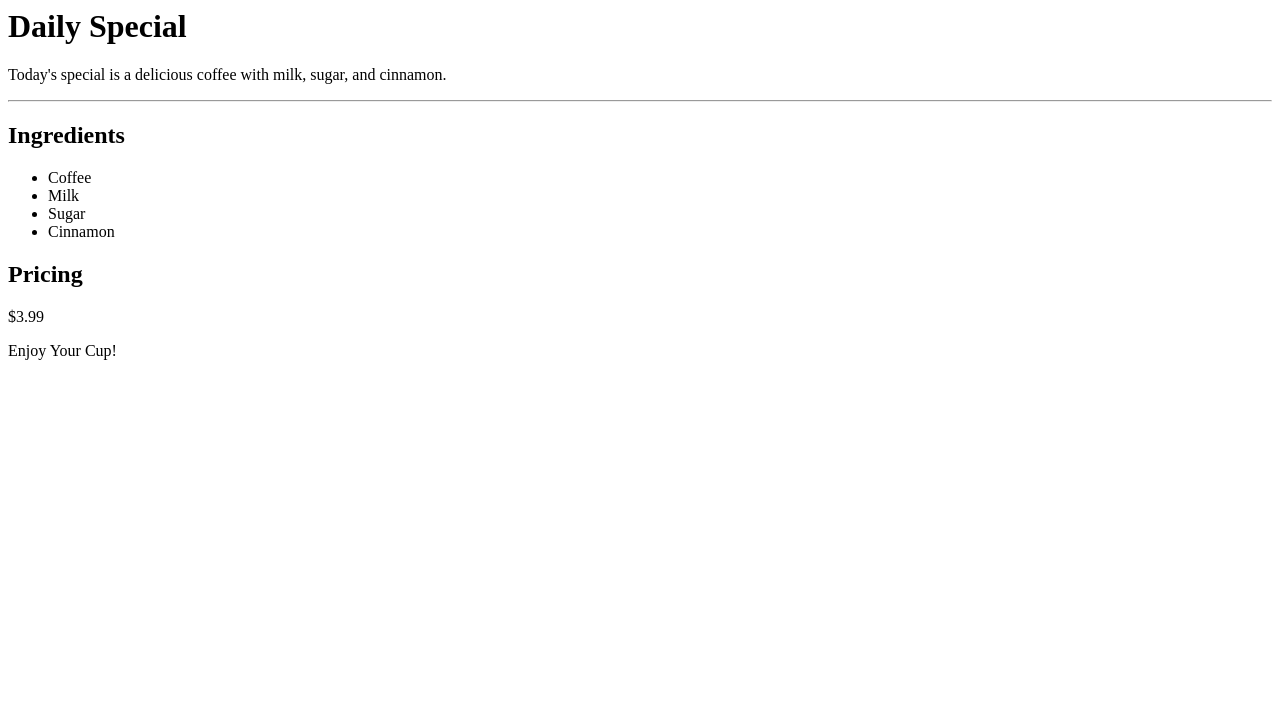 Daily Special
Today's special is a delicious coffee with milk, sugar, and cinnamon.
Ingredients
Coffee
Milk
Sugar
Cinnamon
Pricing
$3.99
Enjoy Your Cup!